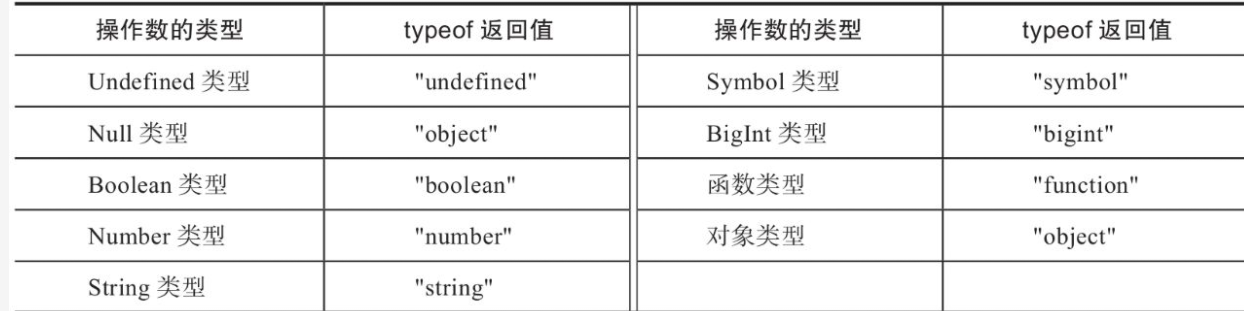 操作数的类型 typeof 返回值 操作数的类型 typeof 返回值
Undefined 类型 "undefined" Symbol 类型 "symbol"
Null 类型 "object" BigInt 类型 "bigint"
Boolean 类型 "boolean" 函数类型 "function"
Number 类型 "number" 对象类型 "object"
String 类型 "string"